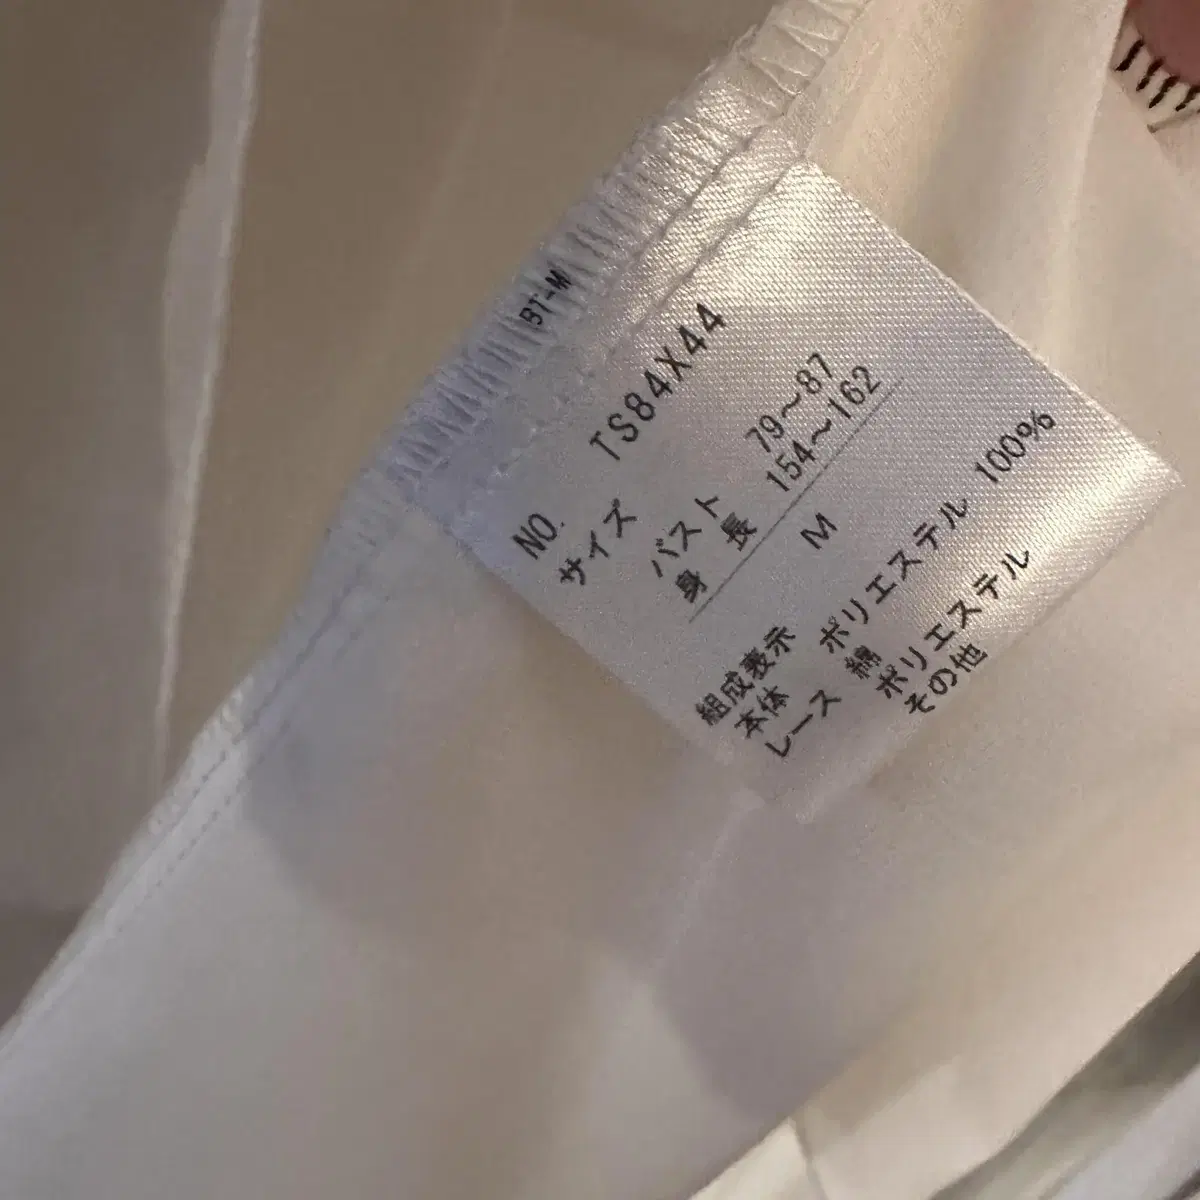 BT-M
NO. TS84X44
サイズ
バスト 79～87
身長 154～162
M
組成表示
本体 ポリエステル 100%
レース 綿
ポリエステル
その他